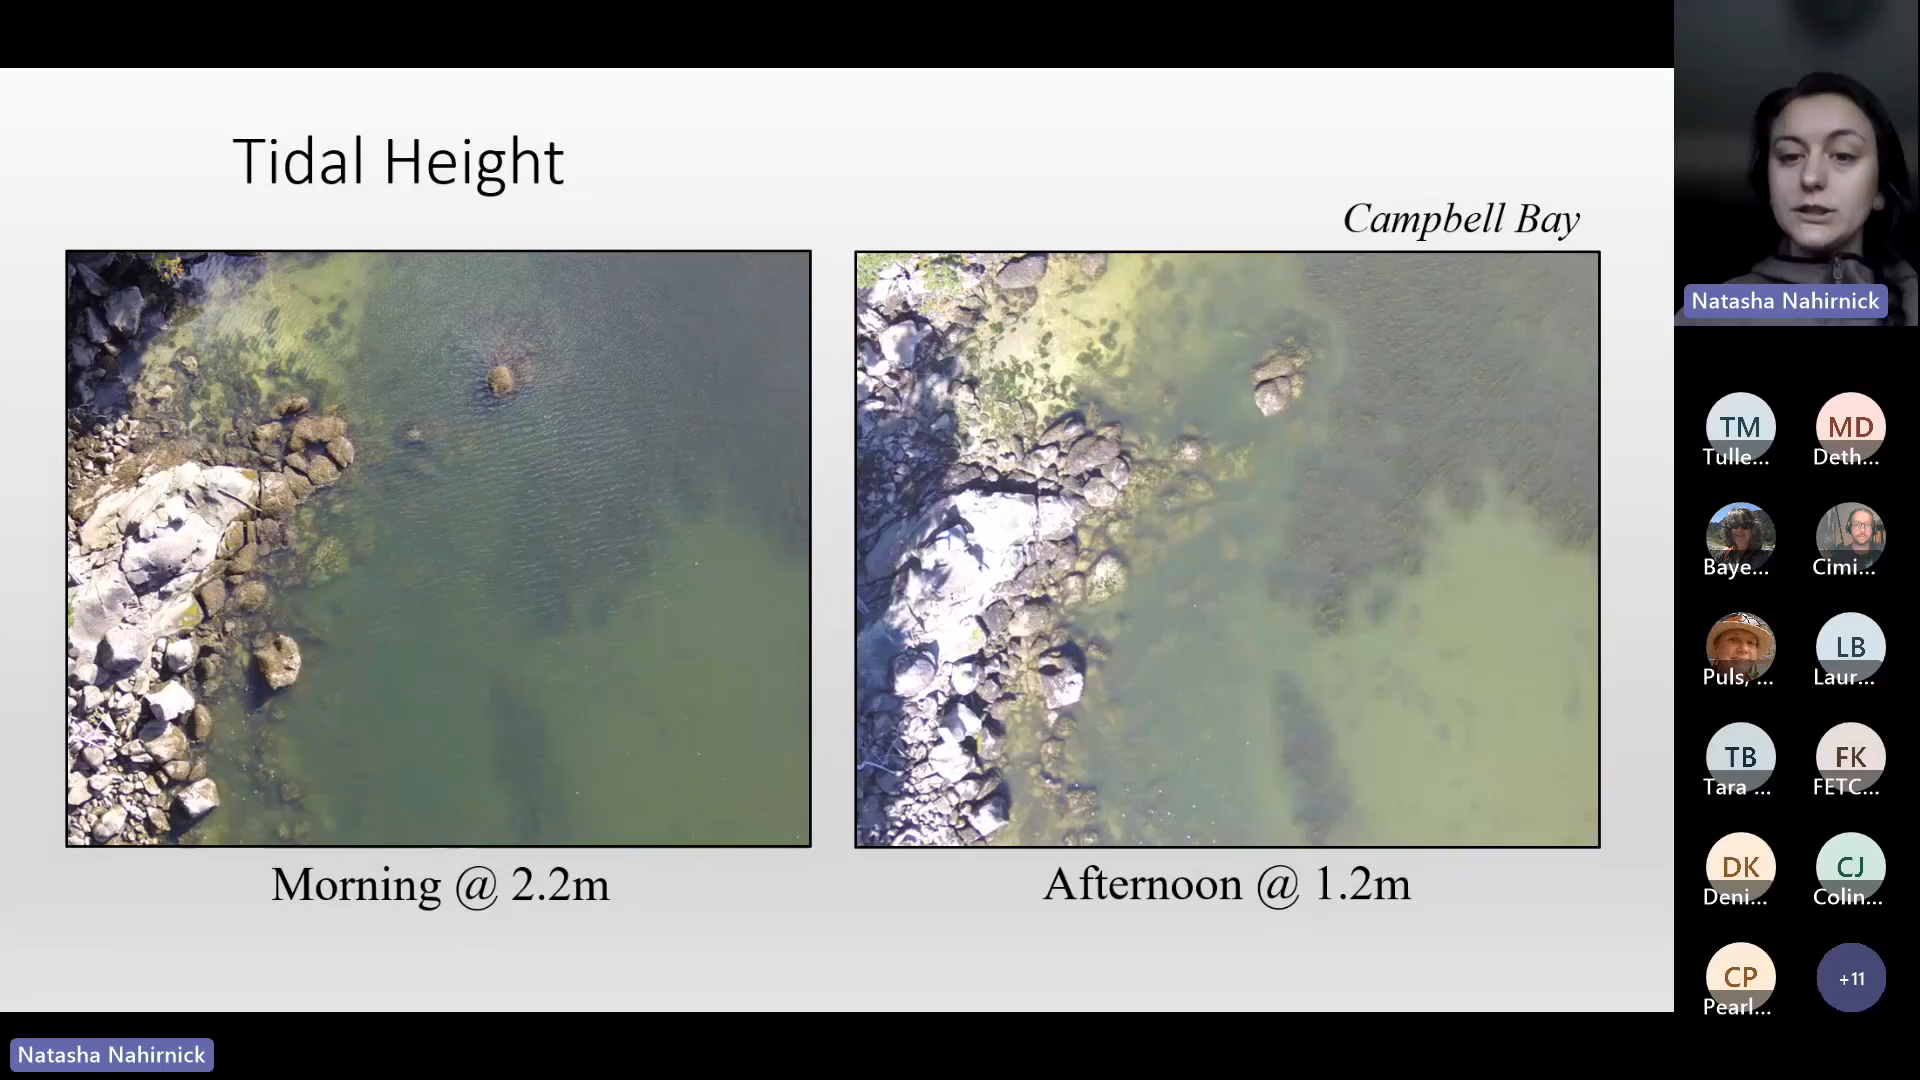 Tidal Height
Campbell Bay
Morning @ 2.2m
Afternoon @ 1.2m
Natasha Nahirnick
TM
Tulle...
MD
Deth...
Baye...
Cimi...
Puls, ...
LB
Laur...
TB
Tara ...
FK
FETC...
DK
Deni...
CJ
Colin...
CP
Pearl...
+11
Natasha Nahirnick